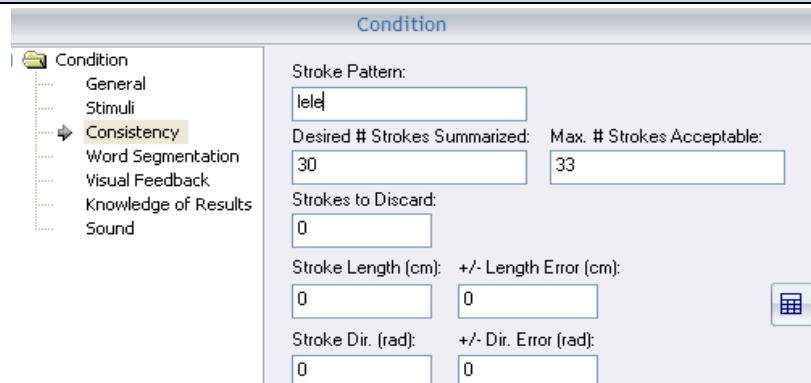 Condition
Condition
General
Stimuli
Consistency
Word Segmentation
Visual Feedback
Knowledge of Results
Sound
Stroke Pattern:
lele
Desired # Strokes Summarized: Max. # Strokes Acceptable:
30 33
Strokes to Discard:
0
Stroke Length (cm): +/- Length Error (cm):
0 0
Stroke Dir. (rad): +/- Dir. Error (rad):
0 0